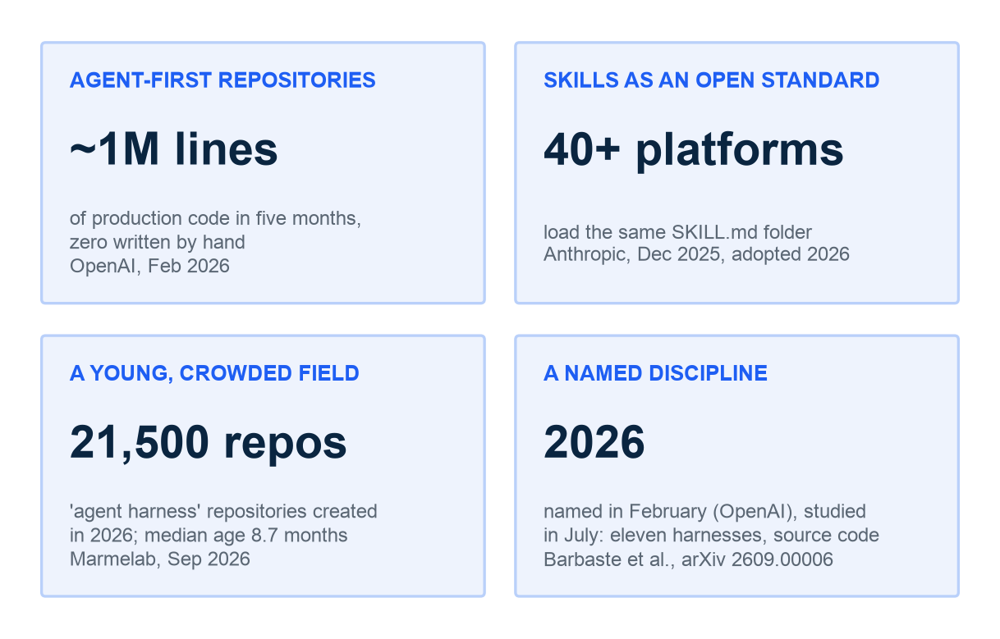 AGENT-FIRST REPOSITORIES
~1M lines
of production code in five months,
zero written by hand
OpenAI, Feb 2026
SKILLS AS AN OPEN STANDARD
40+ platforms
load the same SKILL.md folder
Anthropic, Dec 2025, adopted 2026
A YOUNG, CROWDED FIELD
21,500 repos
'agent harness' repositories created
in 2026; median age 8.7 months
Marmelab, Sep 2026
A NAMED DISCIPLINE
2026
named in February (OpenAI), studied
in July: eleven harnesses, source code
Barbaste et al., arXiv 2609.00006